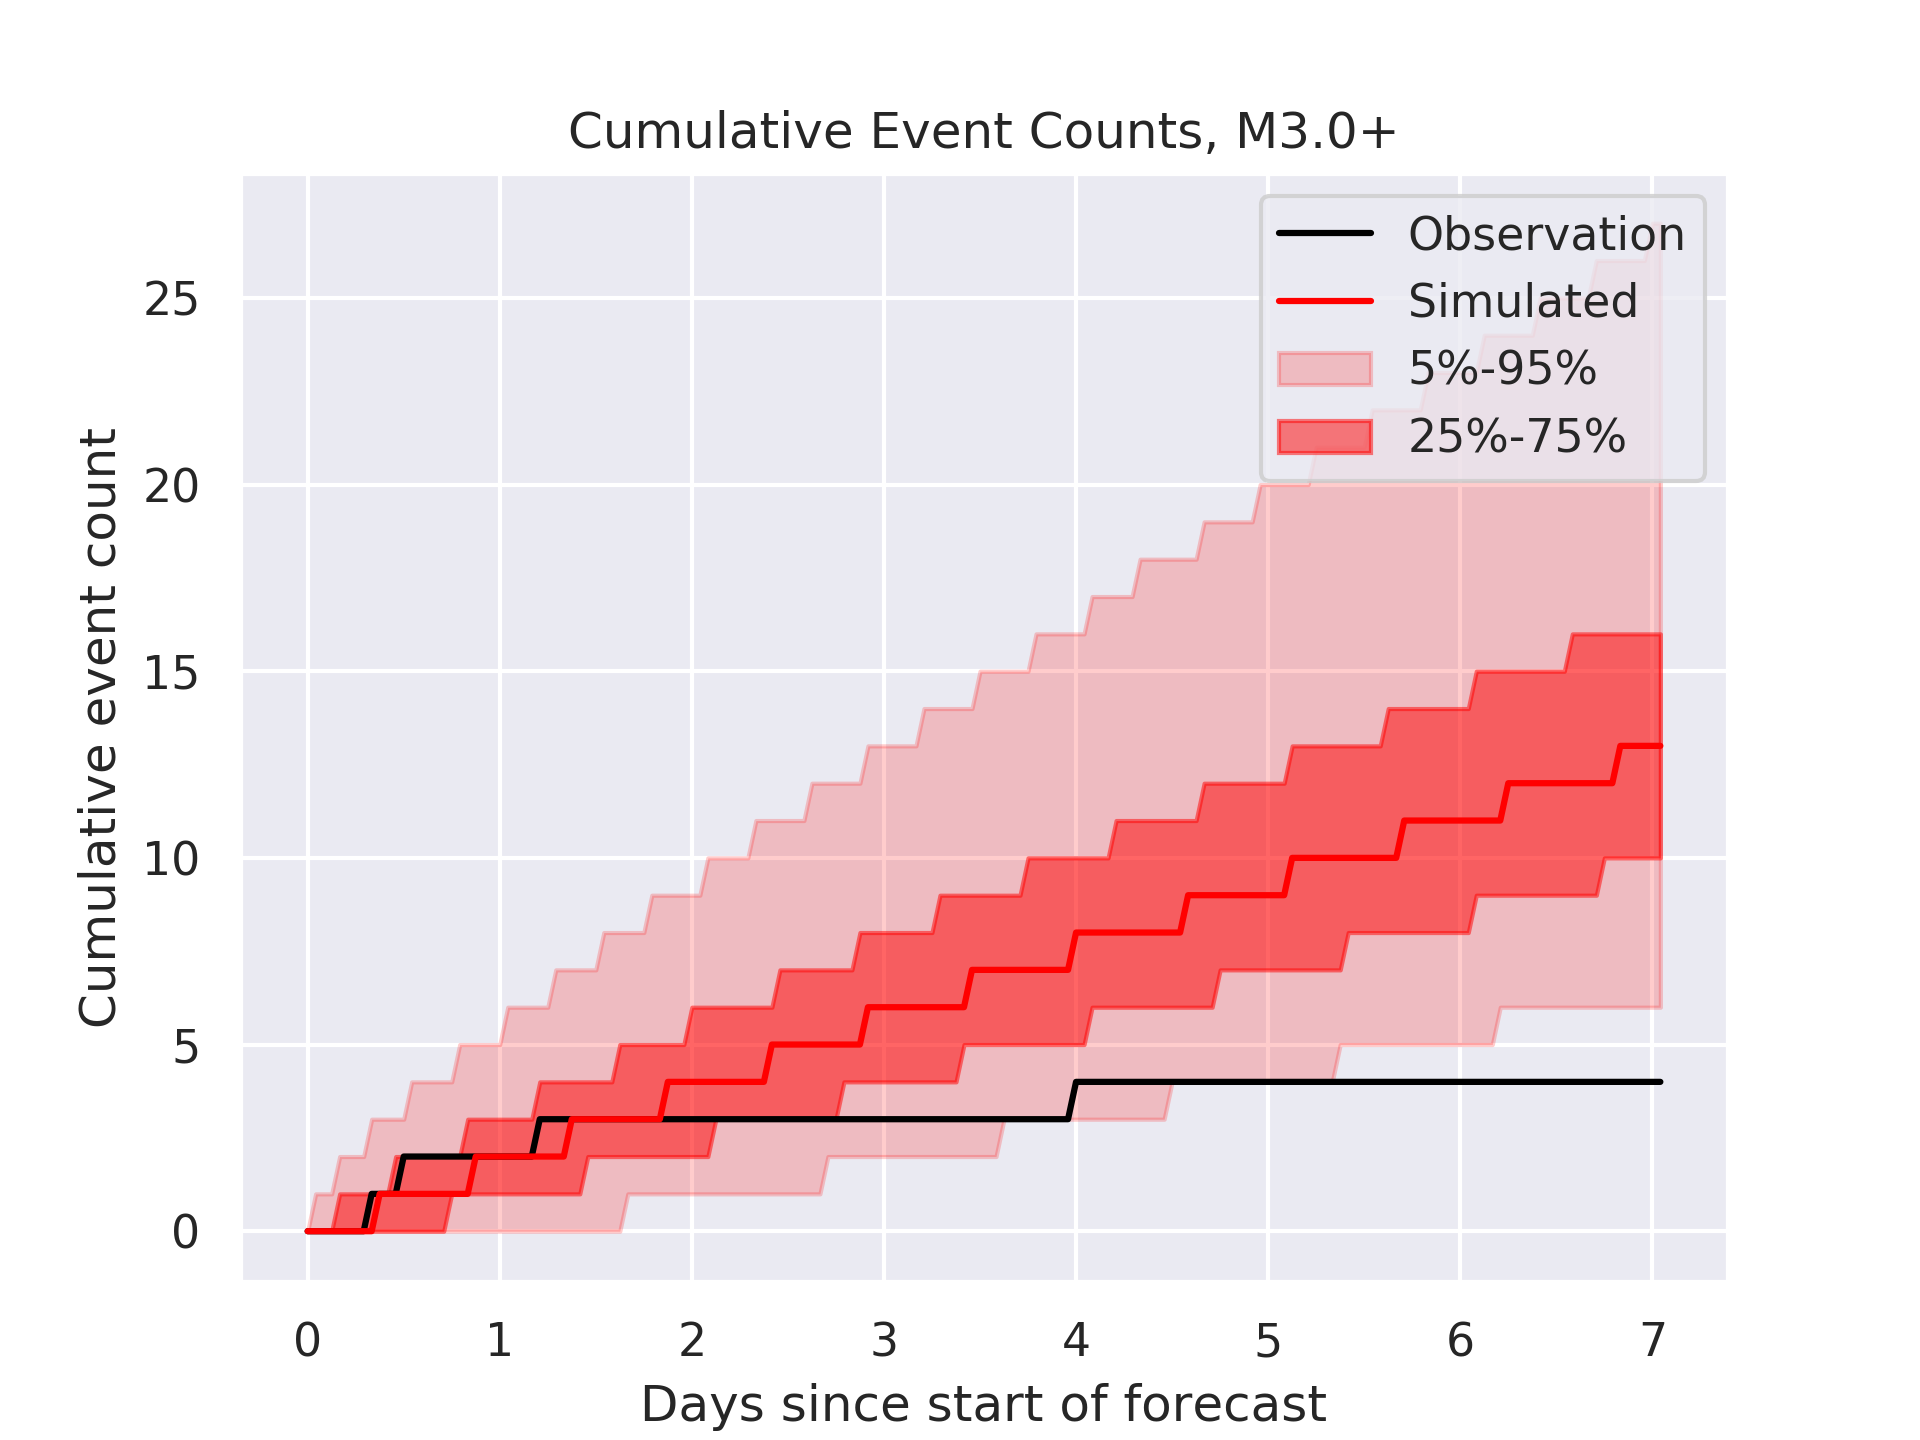 Cumulative Event Counts, M3.0+
Observation
Simulated
5%-95%
25%-75%
Cumulative event count
25
20
15
10
5
0
0 1 2 3 4 5 6 7
Days since start of forecast